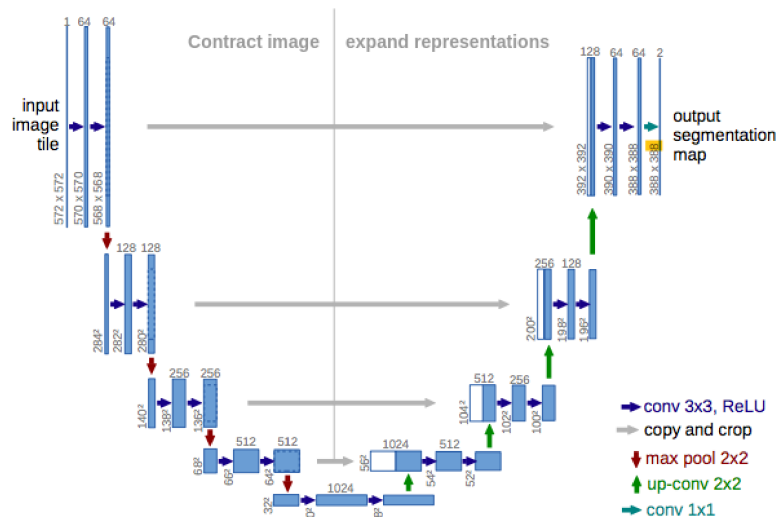 Contract image
expand representations
1
64
64
input
image
tile
572 x 572
570 x 570
568 x 568
128
64
64
2
output
segmentation
map
392 x 392
390 x 390
388 x 388
388 x 388
128
128
284²
282²
280²
256
128
200²
198²
196²
256
256
140²
138²
136²
512
256
104²
102²
100²
512
512
68²
66²
64²
1024
512
56²
54²
52²
1024
32²
conv 3x3, ReLU
copy and crop
max pool 2x2
up-conv 2x2
conv 1x1